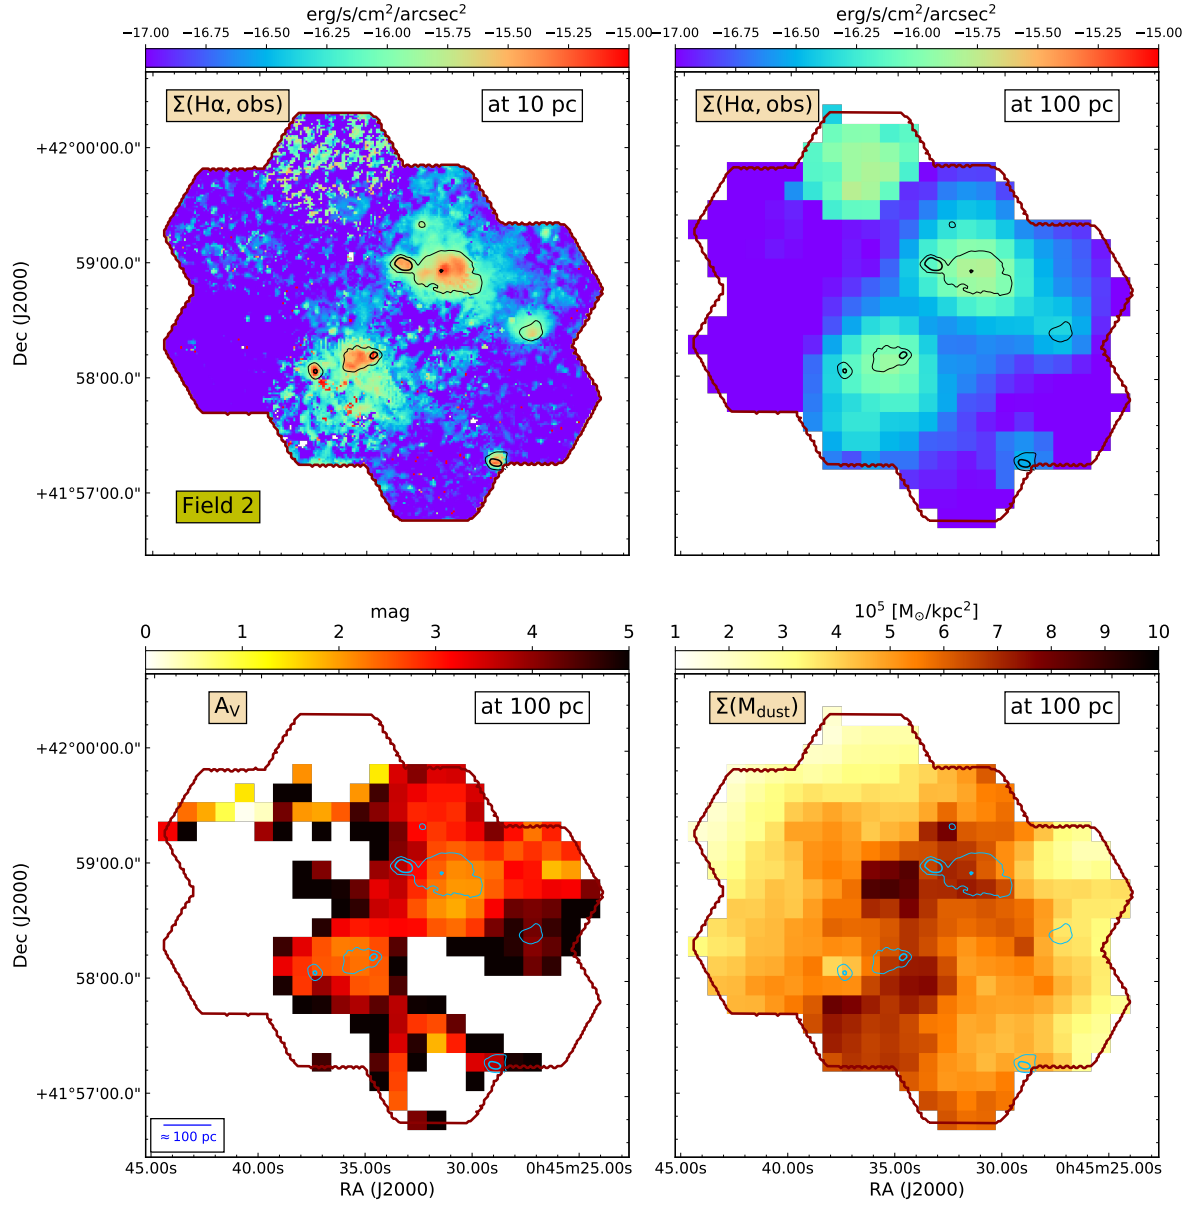 erg/s/cm²/arcsec² erg/s/cm²/arcsec²
−17.00 −16.75 −16.50 −16.25 −16.00 −15.75 −15.50 −15.25 −15.00 −17.00 −16.75 −16.50 −16.25 −16.00 −15.75 −15.50 −15.25 −15.00
Σ(Hα, obs) at 10 pc Σ(Hα, obs) at 100 pc
+42°00'00.0"
59'00.0"
Dec (J2000)
58'00.0"
+41°57'00.0"
Field 2
mag 10⁵ [M☉/kpc²]
0 1 2 3 4 5 1 2 3 4 5 6 7 8 9 10
A_V at 100 pc Σ(M_dust) at 100 pc
+42°00'00.0"
59'00.0"
Dec (J2000)
58'00.0"
+41°57'00.0"
≈ 100 pc
45.00s 40.00s 35.00s 30.00s 0h45m25.00s 45.00s 40.00s 35.00s 30.00s 0h45m25.00s
RA (J2000) RA (J2000)